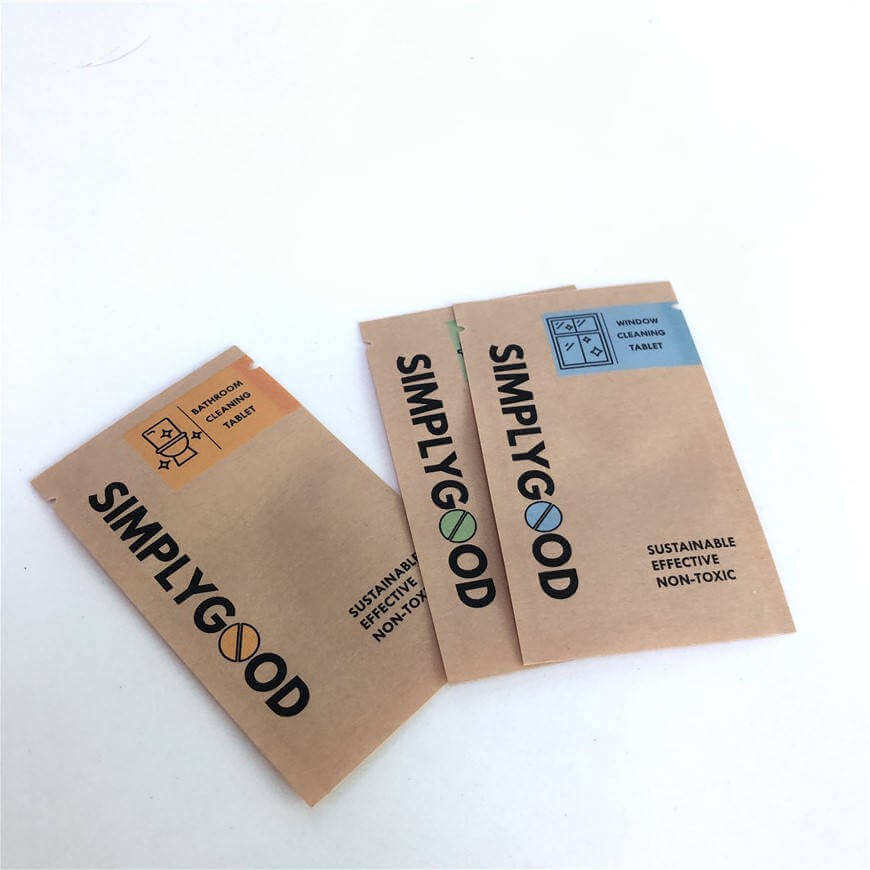 BATHROOM
CLEANING
TABLET
SIMPLYGOOD
SUSTAINABLE
EFFECTIVE
SIMPLYGOOD
WINDOW
CLEANING
TABLET
SIMPLYGOOD
SUSTAINABLE
EFFECTIVE
NON-TOXIC